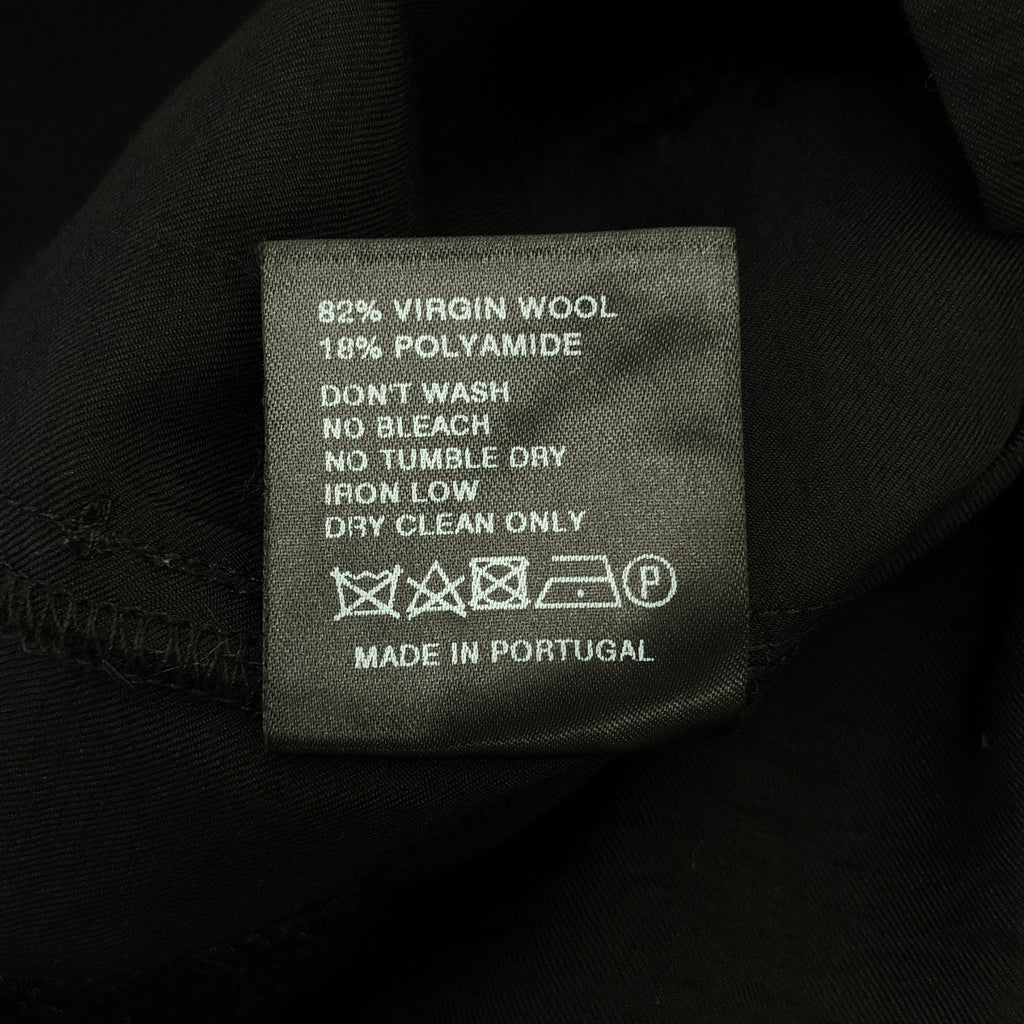 82% VIRGIN WOOL
18% POLYAMIDE
DON'T WASH
NO BLEACH
NO TUMBLE DRY
IRON LOW
DRY CLEAN ONLY
P
MADE IN PORTUGAL